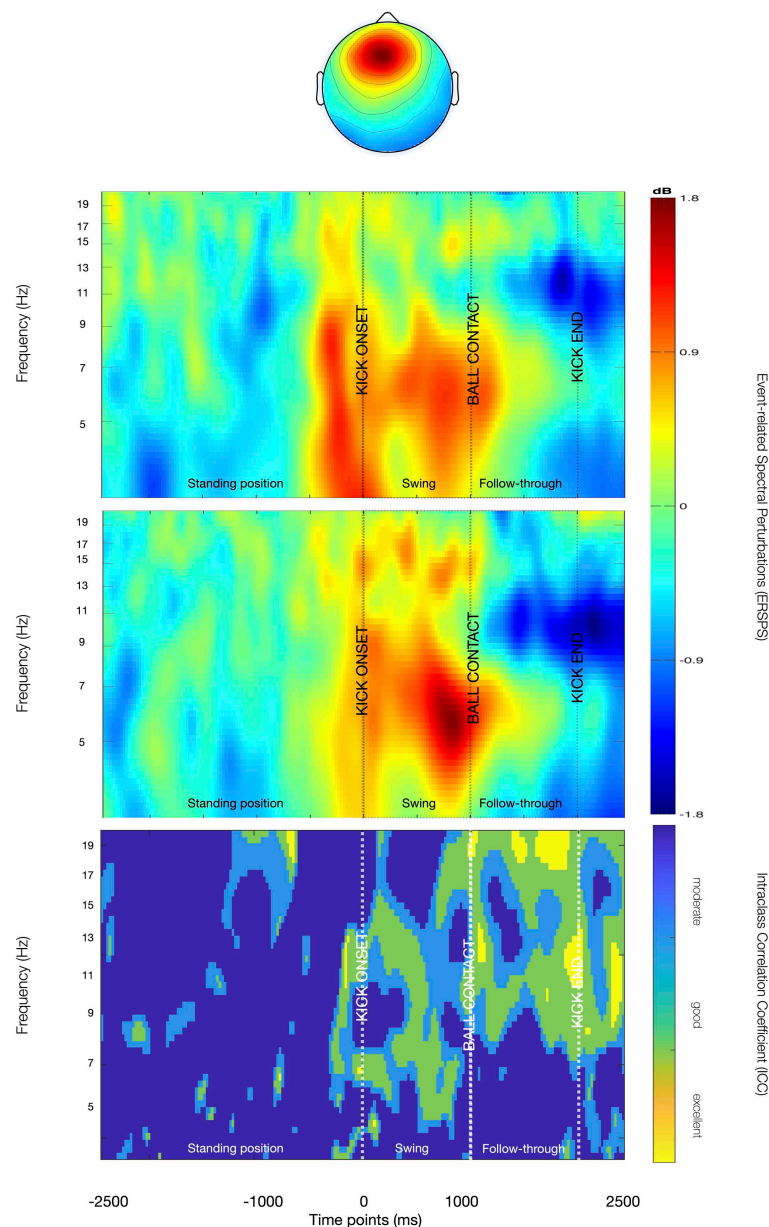 dB
19
17
15
13
11
9
7
5
Frequency (Hz)
KICK ONSET
BALL CONTACT
KICK END
Standing position
Swing
Follow-through
1.8
0.9
0
-0.9
-1.8
Event-related Spectral Perturbations (ERSPS)
19
17
15
13
11
9
7
5
Frequency (Hz)
KICK ONSET
BALL CONTACT
KICK END
Standing position
Swing
Follow-through
19
17
15
13
11
9
7
5
Frequency (Hz)
KICK ONSET
BALL CONTACT
KICK END
Standing position
Swing
Follow-through
moderate
good
excellent
Intraclass Correlation Coefficient (ICC)
-2500
-1000
0
1000
2500
Time points (ms)